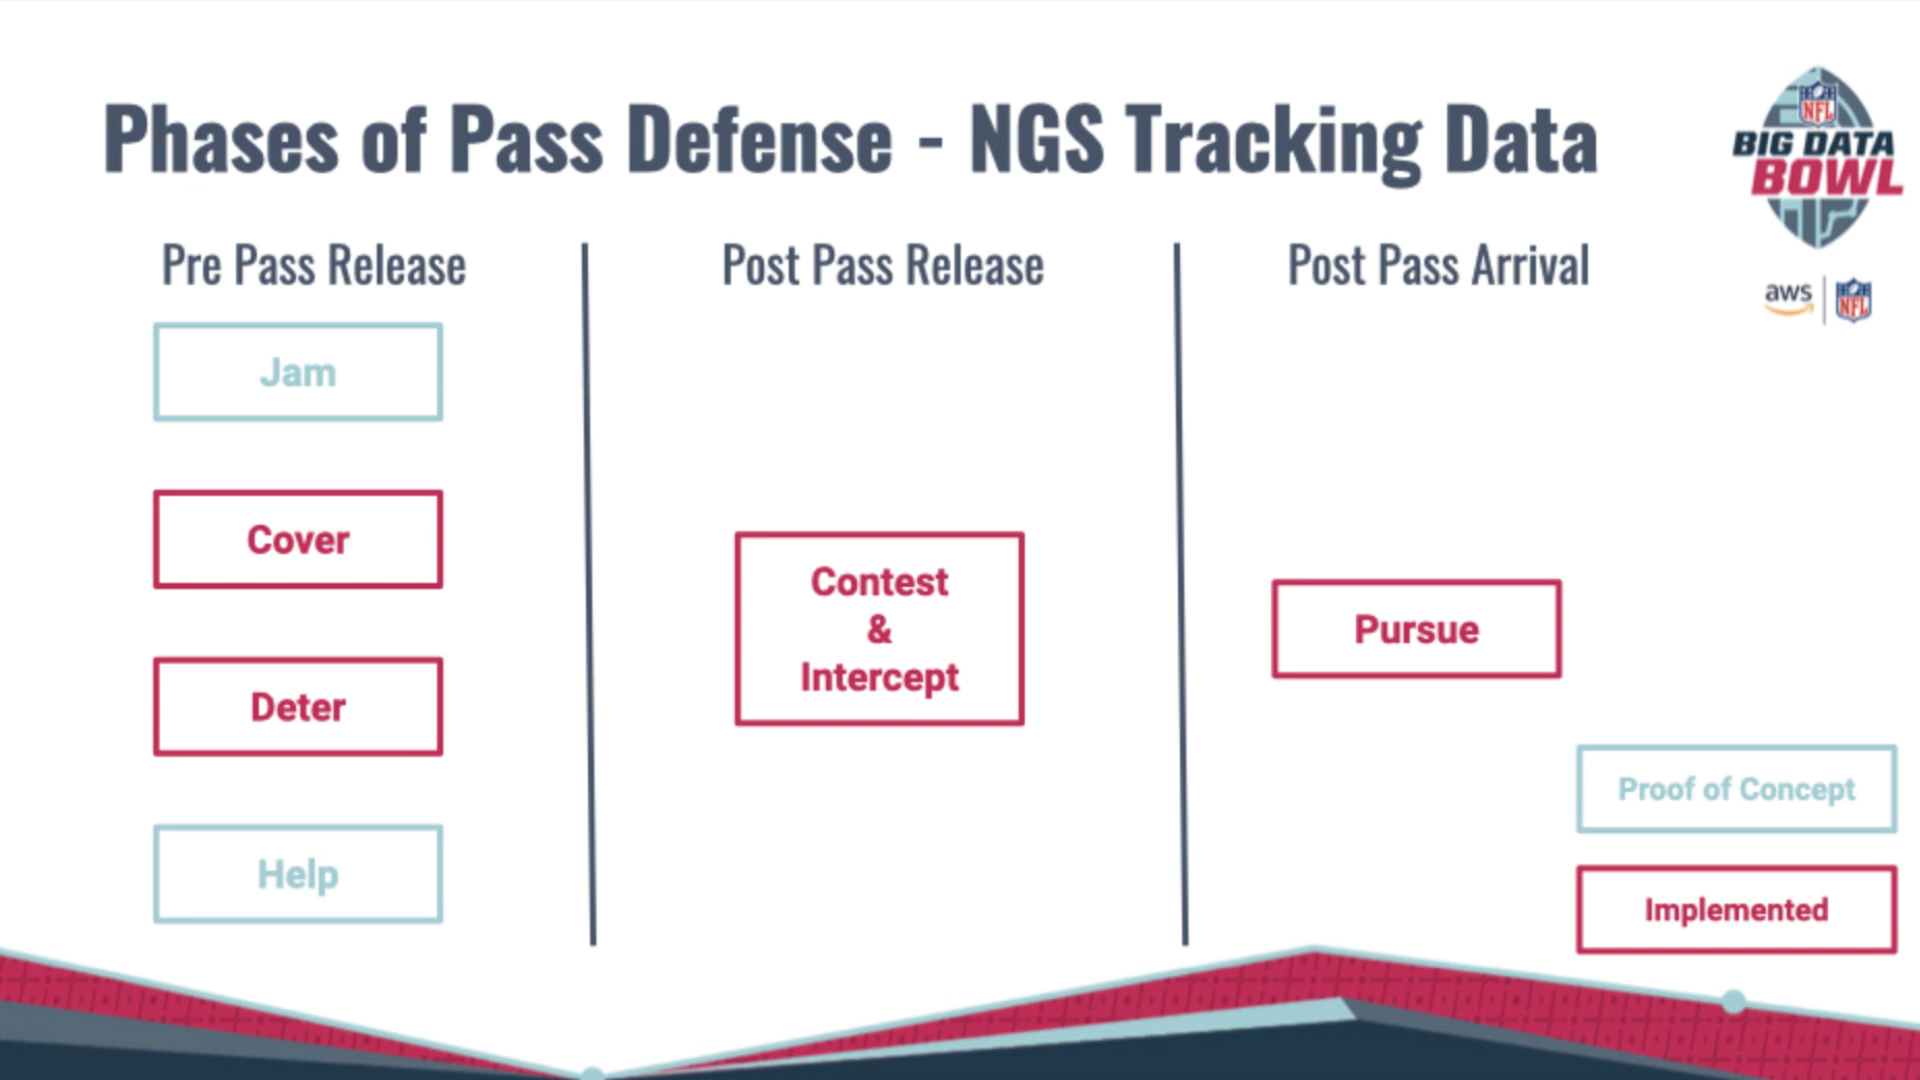 Phases of Pass Defense - NGS Tracking Data
NFL
BIG DATA
BOWL
aws
NFL
Pre Pass Release
Post Pass Release
Post Pass Arrival
Jam
Cover
Deter
Help
Contest
&
Intercept
Pursue
Proof of Concept
Implemented